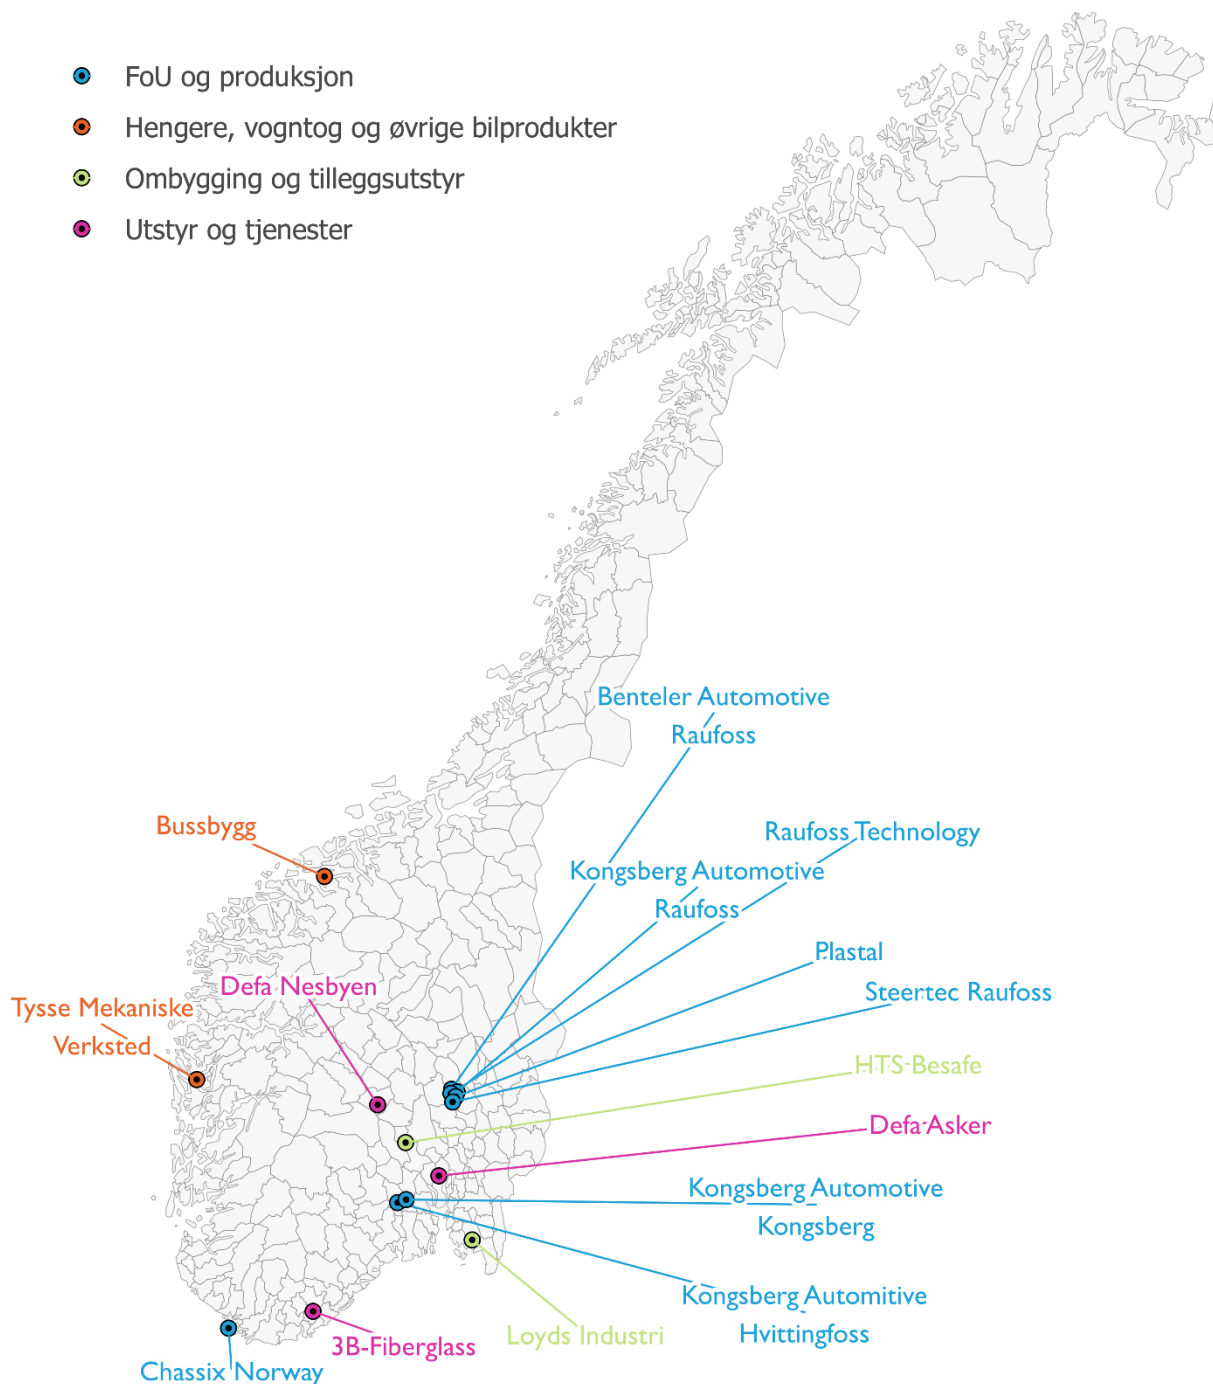 FoU og produksjon
Hengere, vogntog og øvrige bilprodukter
Ombygging og tilleggsutstyr
Utstyr og tjenester
Benteler Automotive
Raufoss
Bussbygg
Raufoss Technology
Kongsberg Automotive
Raufoss
Plastal
Defa Nesbyen
Steertec Raufoss
Tysse Mekaniske
Verksted
HTS-Besafe
Defa Asker
Kongsberg Automotive
Kongsberg
Kongsberg Automitive
Hvittingfoss
Loyds Industri
3B-Fiberglass
Chassix Norway